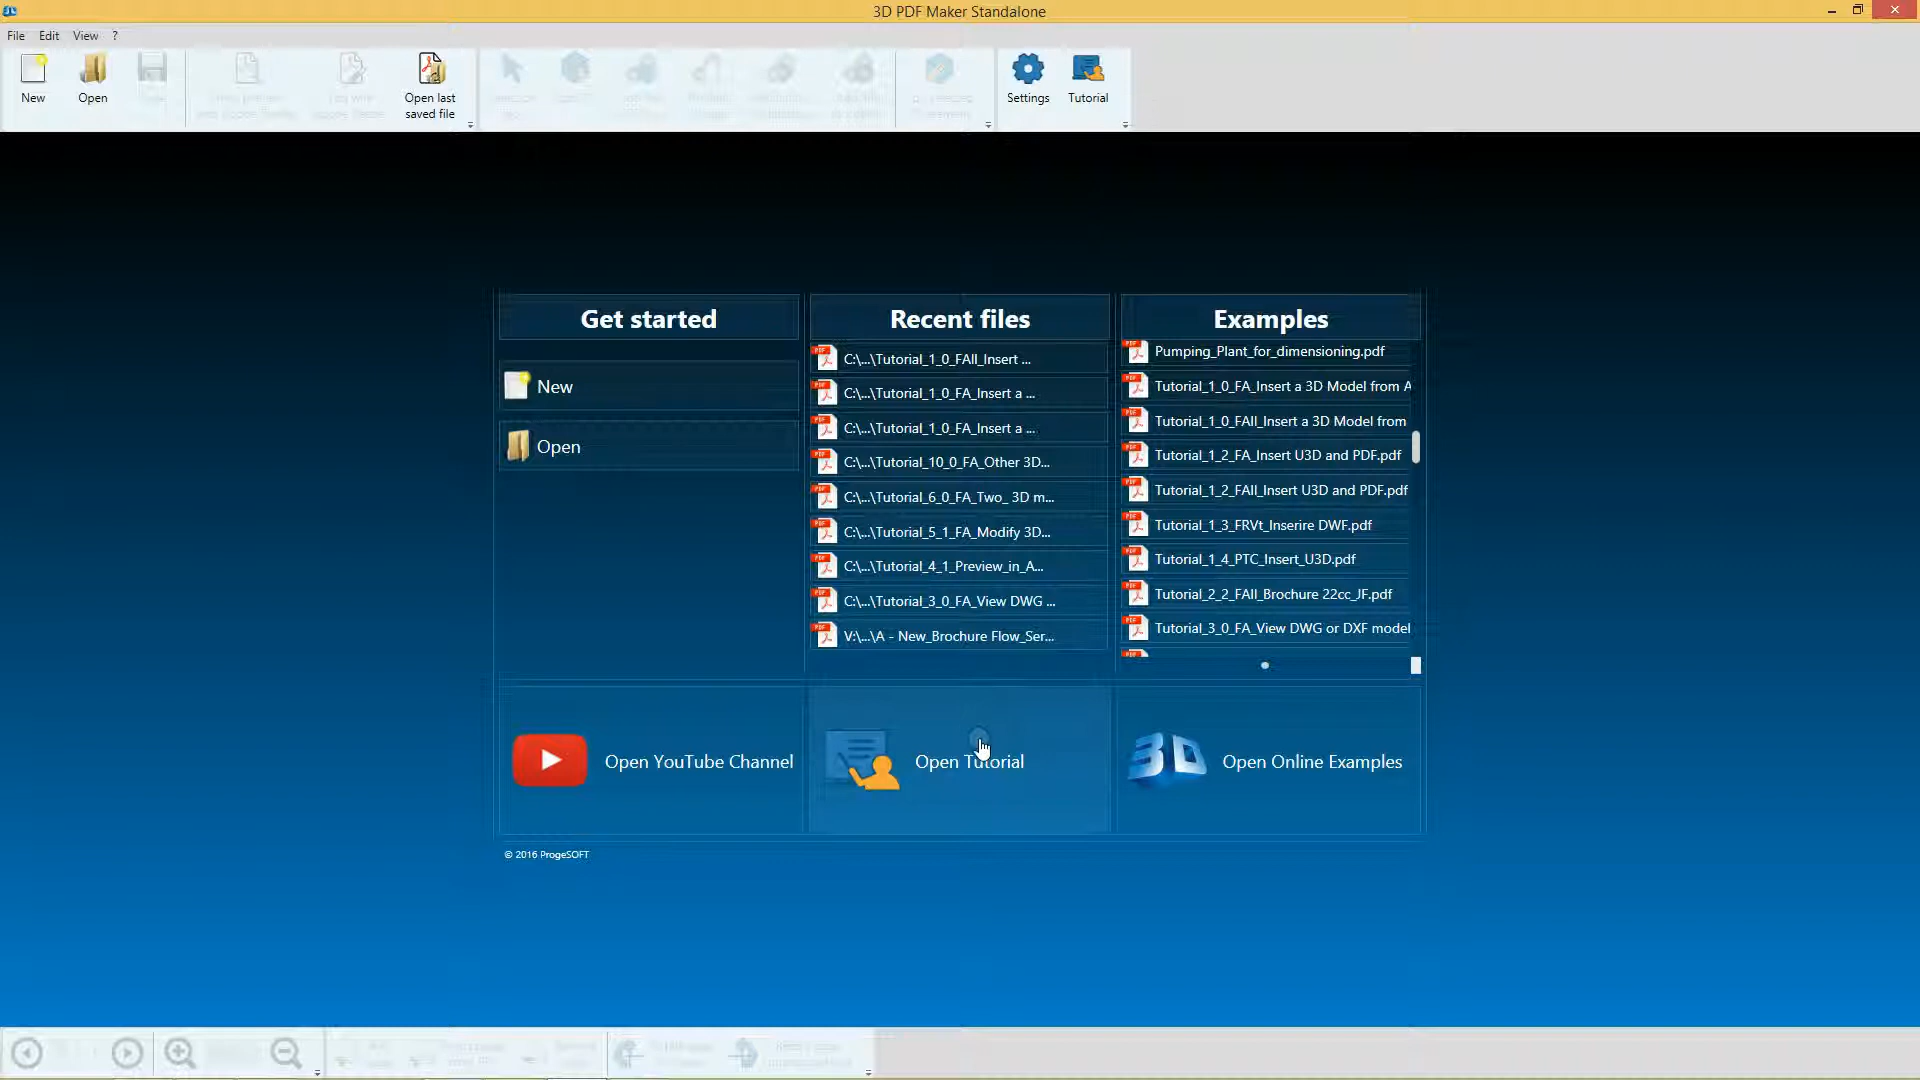 3D PDF Maker Standalone
File Edit View ?
New
Open
Open last
saved file
Settings
Tutorial
Get started
New
Open
Recent files
C:\...\Tutorial_1_0_FAll_Insert ...
C:\...\Tutorial_1_0_FA_Insert a ...
C:\...\Tutorial_1_0_FA_Insert a ...
C:\...\Tutorial_10_0_FA_Other 3D...
C:\...\Tutorial_6_0_FA_Two_ 3D m...
C:\...\Tutorial_5_1_FA_Modify 3D...
C:\...\Tutorial_4_1_Preview_in_A...
C:\...\Tutorial_3_0_FA_View DWG ...
V:\...\A - New_Brochure Flow_Ser...
Examples
Pumping_Plant_for_dimensioning.pdf
Tutorial_1_0_FA_Insert a 3D Model from A
Tutorial_1_0_FAll_Insert a 3D Model from
Tutorial_1_2_FA_Insert U3D and PDF.pdf
Tutorial_1_2_FAll_Insert U3D and PDF.pdf
Tutorial_1_3_FRVt_Inserire DWF.pdf
Tutorial_1_4_PTC_Insert_U3D.pdf
Tutorial_2_2_FAll_Brochure 22cc_JF.pdf
Tutorial_3_0_FA_View DWG or DXF model
Open YouTube Channel
Open Tutorial
3D Open Online Examples
© 2016 ProgeSOFT